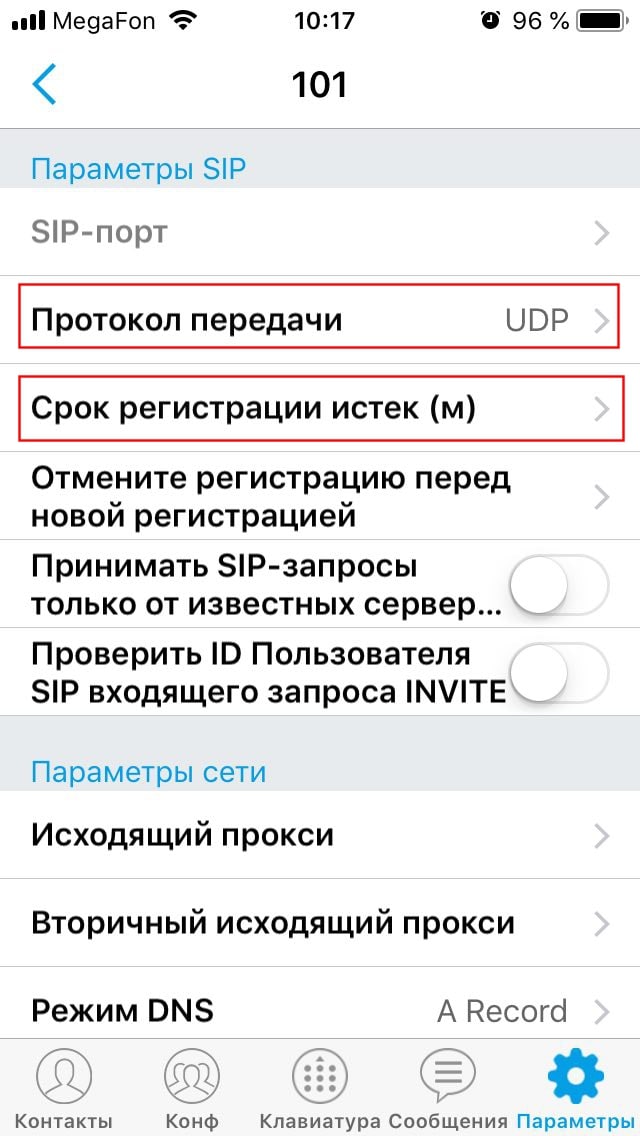 MegaFon 10:17 96 %
101
Параметры SIP
SIP-порт
Протокол передачи UDP
Срок регистрации истек (м)
Отмените регистрацию перед
новой регистрацией
Принимать SIP-запросы
только от известных сервер...
Проверить ID Пользователя
SIP входящего запроса INVITE
Параметры сети
Исходящий прокси
Вторичный исходящий прокси
Режим DNS A Record
Контакты Конф Клавиатура Сообщения Параметры